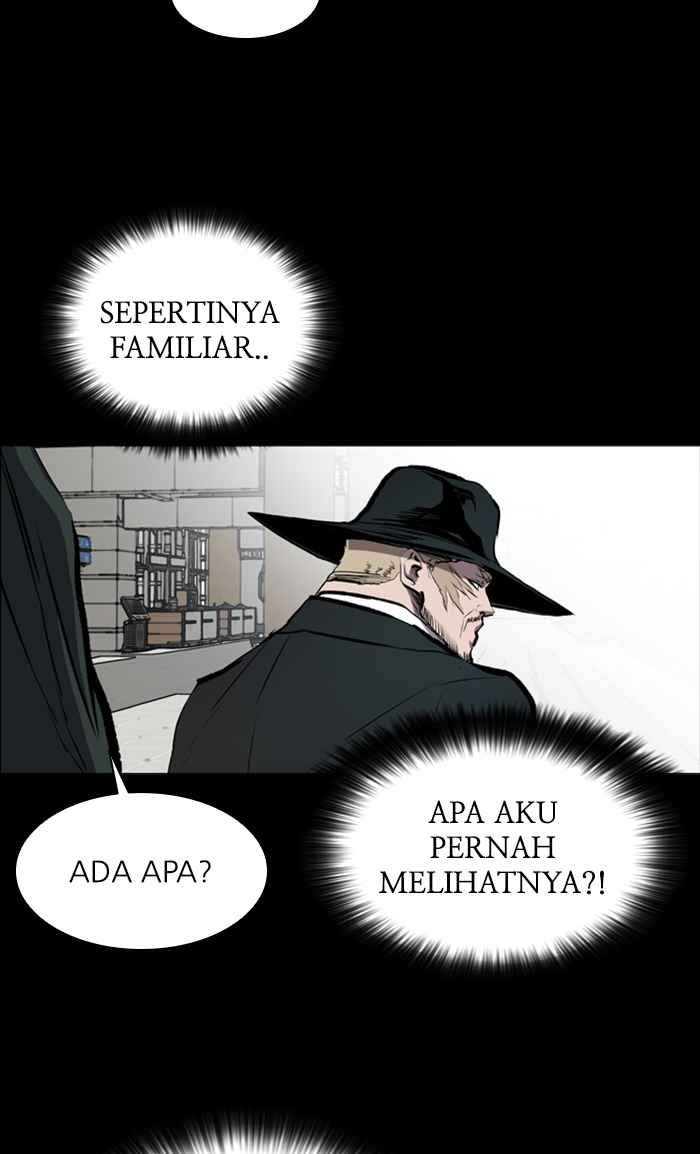 SEPERTINYA
FAMILIAR..
ADA APA?
APA AKU
PERNAH
MELIHATNYA?!